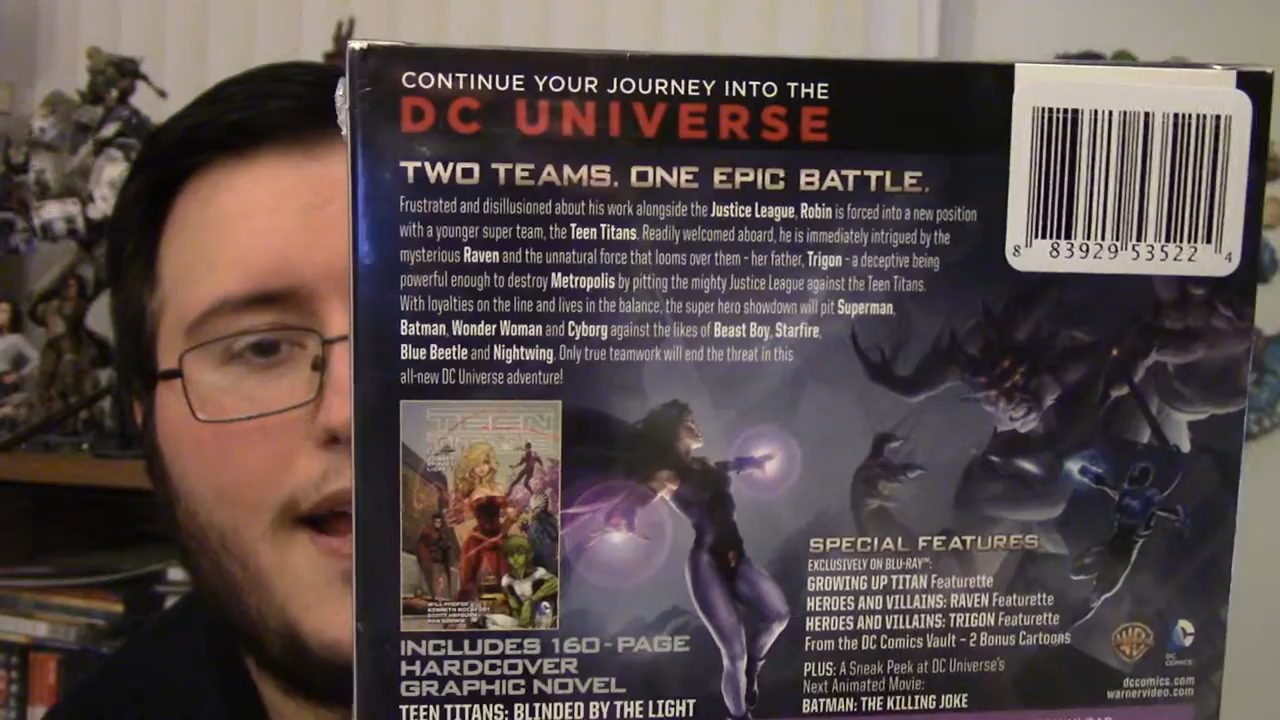 CONTINUE YOUR JOURNEY INTO THE
DC UNIVERSE
TWO TEAMS. ONE EPIC BATTLE.
Frustrated and disillusioned about his work alongside the Justice League, Robin is forced into a new position
with a younger super team, the Teen Titans. Readily welcomed aboard, he is immediately intrigued by the
mysterious Raven and the unnatural force that looms over them - her father, Trigon - a deceptive being
powerful enough to destroy Metropolis by pitting the mighty Justice League against the Teen Titans.
With loyalties on the line and lives in the balance, the super hero showdown will pit Superman,
Batman, Wonder Woman and Cyborg against the likes of Beast Boy, Starfire,
Blue Beetle and Nightwing. Only true teamwork will end the threat in this
all-new DC Universe adventure!
8 83929 53522 4
TEEN
TITANS
INCLUDES 160-PAGE
HARDCOVER
GRAPHIC NOVEL
TEEN TITANS: BLINDED BY THE LIGHT
SPECIAL FEATURES
EXCLUSIVELY ON BLU-RAY™:
GROWING UP TITAN Featurette
HEROES AND VILLAINS: RAVEN Featurette
HEROES AND VILLAINS: TRIGON Featurette
From the DC Comics Vault - 2 Bonus Cartoons
PLUS: A Sneak Peek at DC Universe's
Next Animated Movie:
BATMAN: THE KILLING JOKE
DC
COMICS
dccomics.com
warnervideo.com